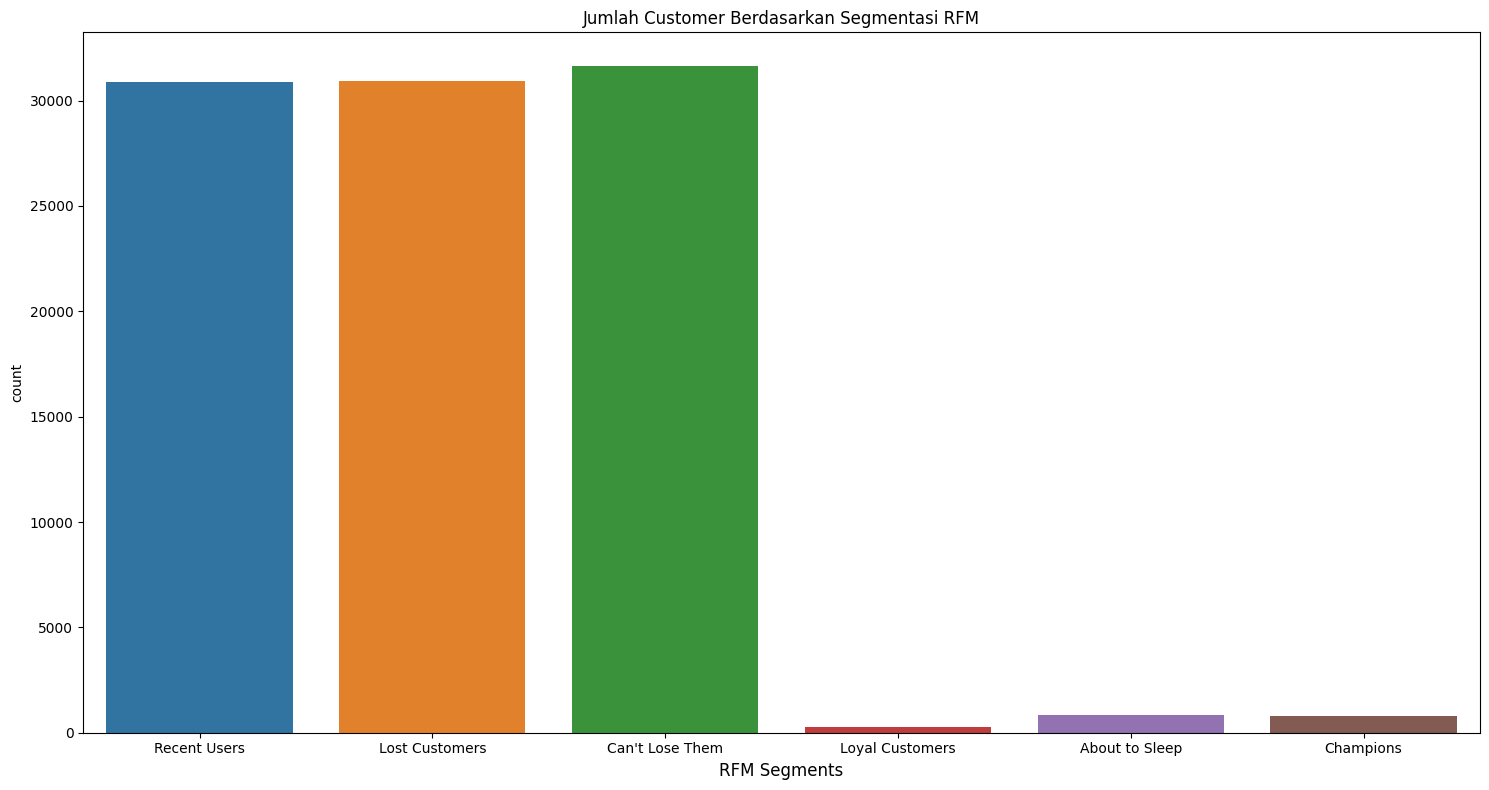 Jumlah Customer Berdasarkan Segmentasi RFM
count
30000
25000
20000
15000
10000
5000
0
Recent Users Lost Customers Can't Lose Them Loyal Customers About to Sleep Champions
RFM Segments